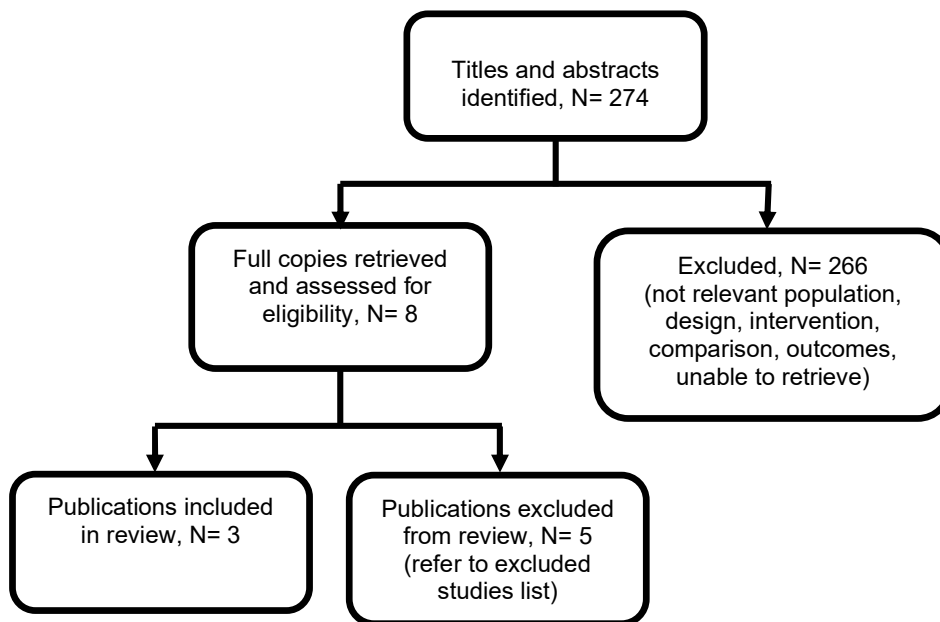 Titles and abstracts
identified, N= 274
Full copies retrieved
and assessed for
eligibility, N= 8
Excluded, N= 266
(not relevant population,
design, intervention,
comparison, outcomes,
unable to retrieve)
Publications included
in review, N= 3
Publications excluded
from review, N= 5
(refer to excluded
studies list)